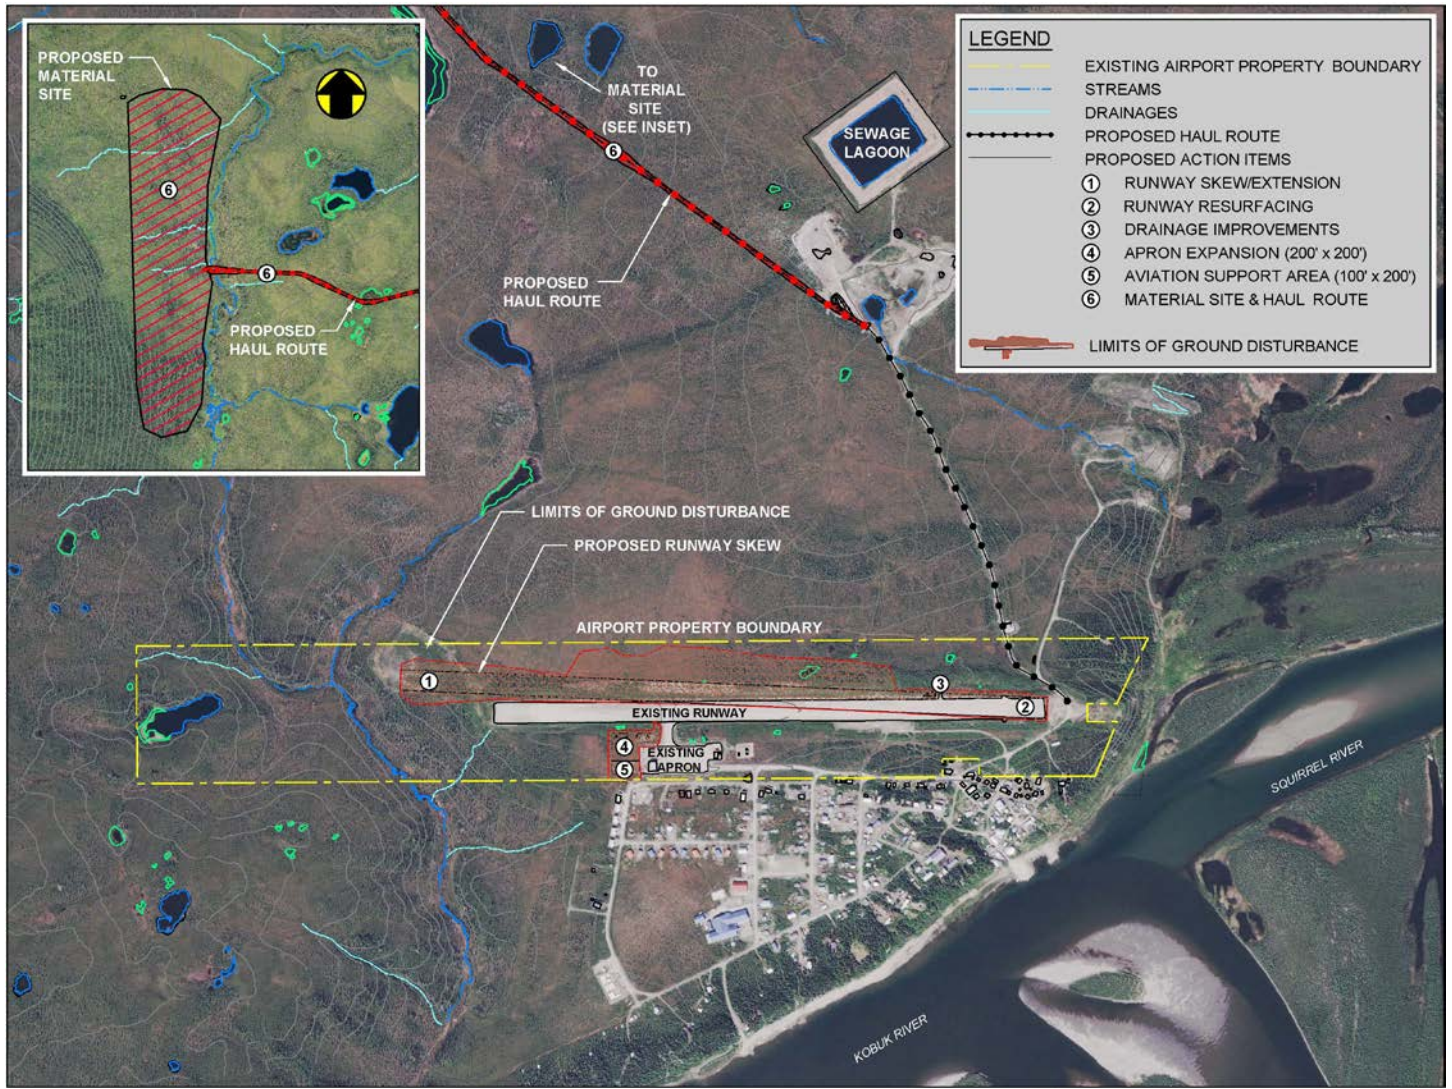 PROPOSED
MATERIAL
SITE
6
6
PROPOSED
HAUL ROUTE
TO
MATERIAL
SITE
(SEE INSET)
6
PROPOSED
HAUL ROUTE
SEWAGE
LAGOON
LEGEND
EXISTING AIRPORT PROPERTY BOUNDARY
STREAMS
DRAINAGES
PROPOSED HAUL ROUTE
PROPOSED ACTION ITEMS
1 RUNWAY SKEW/EXTENSION
2 RUNWAY RESURFACING
3 DRAINAGE IMPROVEMENTS
4 APRON EXPANSION (200' x 200')
5 AVIATION SUPPORT AREA (100' x 200')
6 MATERIAL SITE & HAUL ROUTE
LIMITS OF GROUND DISTURBANCE
LIMITS OF GROUND DISTURBANCE
PROPOSED RUNWAY SKEW
AIRPORT PROPERTY BOUNDARY
1
3
2
EXISTING RUNWAY
4
EXISTING
APRON
5
SQUIRREL RIVER
KOBUK RIVER